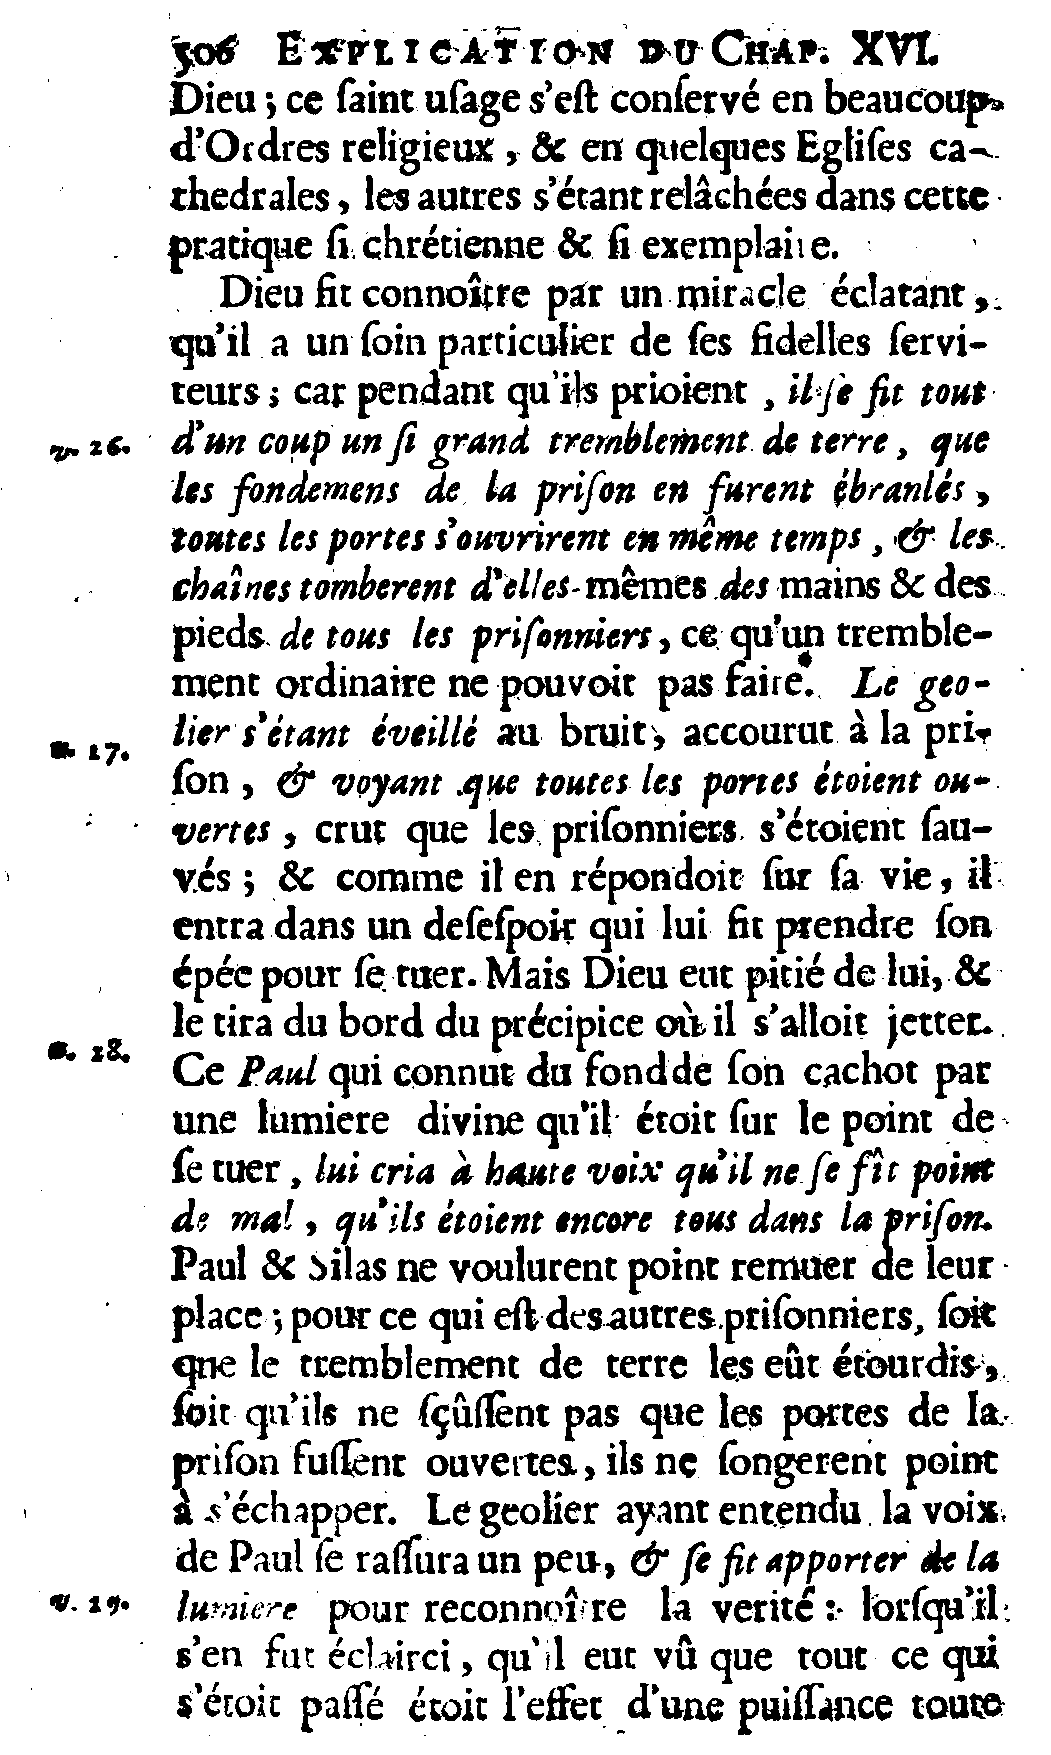 306 EXPLICATION DU CHAP. XVI.
Dieu ; ce ſaint uſage s'eſt conſervé en beaucoup
d'Ordres religieux, & en quelques Egliſes ca-
thedrales, les autres s'étant relâchées dans cette
pratique ſi chrétienne & ſi exemplaire.
Dieu fit connoître par un miracle éclatant,
qu'il a un ſoin particulier de ſes fidelles ſervi-
teurs ; car pendant qu'ils prioient, il ſe fit tout
v. 26. d'un coup un ſi grand tremblement de terre, que
les fondemens de la priſon en furent ébranlés,
toutes les portes s'ouvrirent en même temps, & les
chaînes tomberent d'elles-mêmes des mains & des
pieds de tous les priſonniers, ce qu'un tremble-
ment ordinaire ne pouvoit pas faire. Le geo-
v. 27. lier s'étant éveillé au bruit, accourut à la pri-
ſon, & voyant que toutes les portes étoient ou-
vertes, crut que les priſonniers s'étoient ſau-
vés ; & comme il en répondoit ſur ſa vie, il
entra dans un deſeſpoir qui lui fit prendre ſon
épée pour ſe tuer. Mais Dieu eut pitié de lui, &
le tira du bord du précipice où il s'alloit jetter.
v. 28. Ce Paul qui connut du fond de ſon cachot par
une lumiere divine qu'il étoit ſur le point de
ſe tuer, lui cria à haute voix qu'il ne ſe fît point
de mal, qu'ils étoient encore tous dans la priſon.
Paul & Silas ne voulurent point remuer de leur
place ; pour ce qui eſt des autres priſonniers, ſoit
que le tremblement de terre les eût étourdis,
ſoit qu'ils ne ſçûſſent pas que les portes de la
priſon fuſſent ouvertes, ils ne ſongerent point
à s'échapper. Le geolier ayant entendu la voix
de Paul ſe raſſura un peu, & ſe fit apporter de la
v. 29. lumiere pour reconnoître la verité : lorſqu'il
s'en fut éclairci, qu'il eut vû que tout ce qui
s'étoit paſſé étoit l'effet d'une puiſſance toute